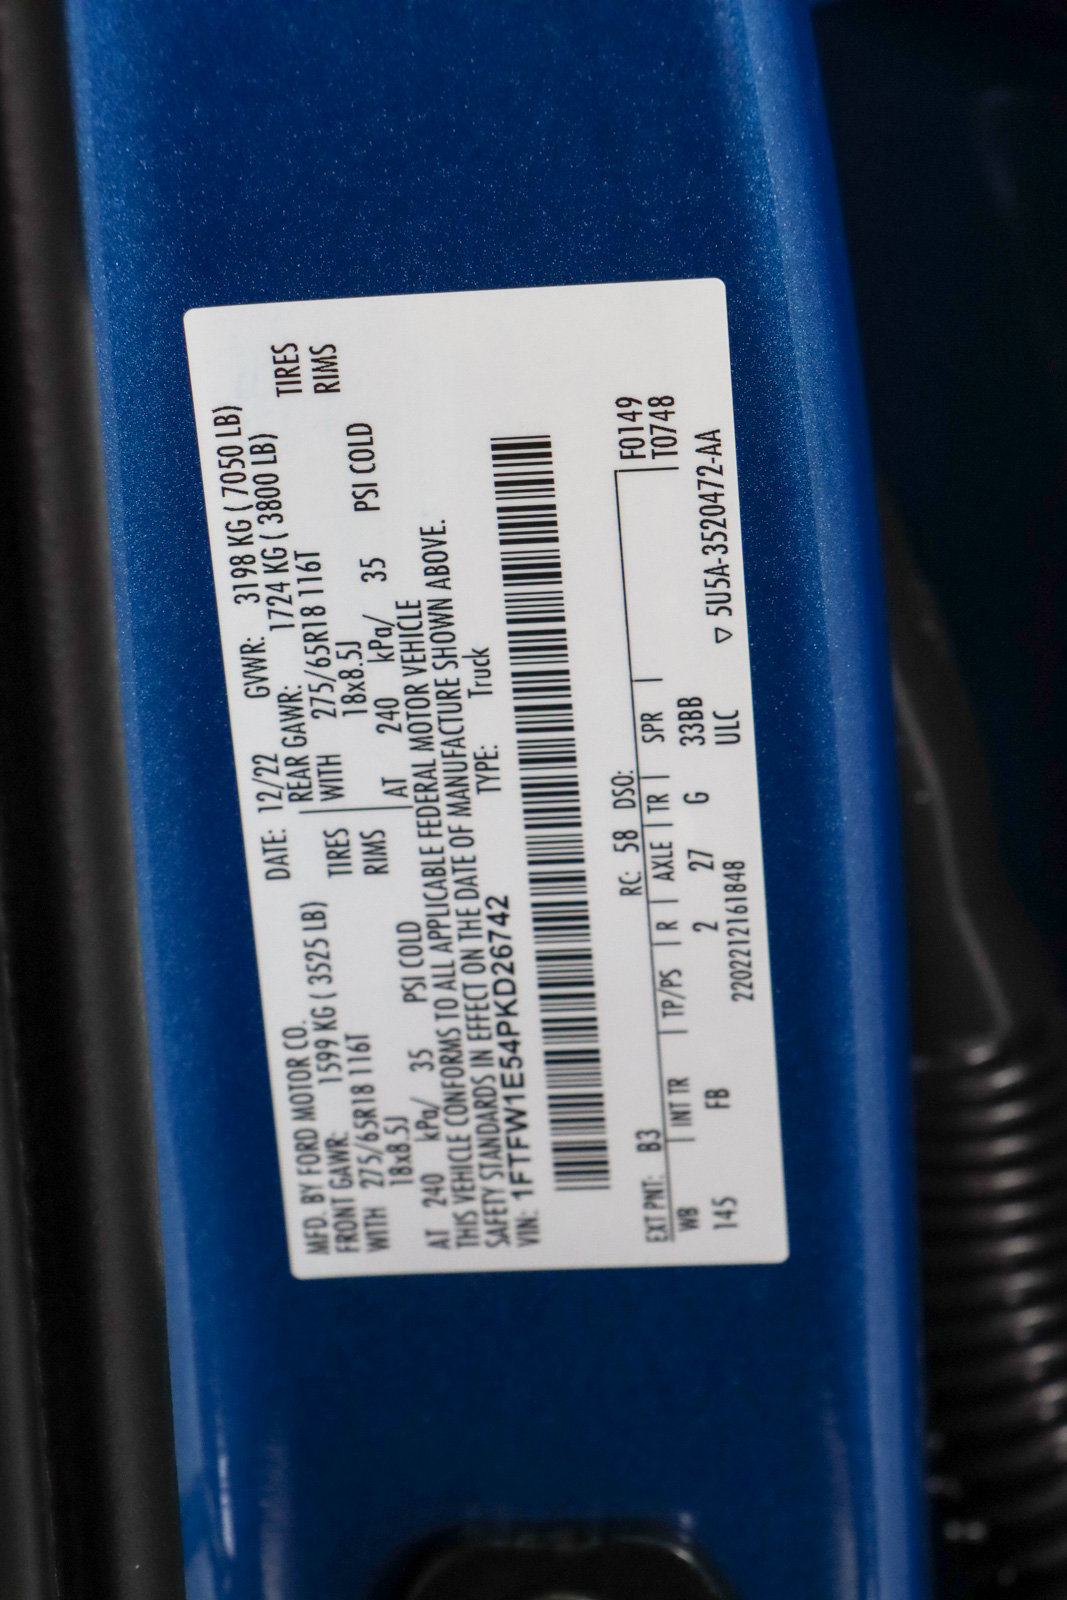 MFD. BY FORD MOTOR CO. DATE: 12/22 GVWR: 3198 KG ( 7050 LB)
FRONT GAWR: 1599 KG ( 3525 LB) REAR GAWR: 1724 KG ( 3800 LB)
WITH 275/65R18 116T TIRES WITH 275/65R18 116T TIRES
18x8.5J RIMS 18x8.5J RIMS
AT 240 kPa/ 35 PSI COLD AT 240 kPa/ 35 PSI COLD
THIS VEHICLE CONFORMS TO ALL APPLICABLE FEDERAL MOTOR VEHICLE
SAFETY STANDARDS IN EFFECT ON THE DATE OF MANUFACTURE SHOWN ABOVE.
VIN: 1FTFW1E54PKD26742 TYPE: Truck
EXT PNT: B3 RC: 58 DSO: F0149
WB INT TR TP/PS R AXLE TR SPR T0748
145 FB 2 27 G 33BB
2202212161848 ULC ▽ 5U5A-3520472-AA